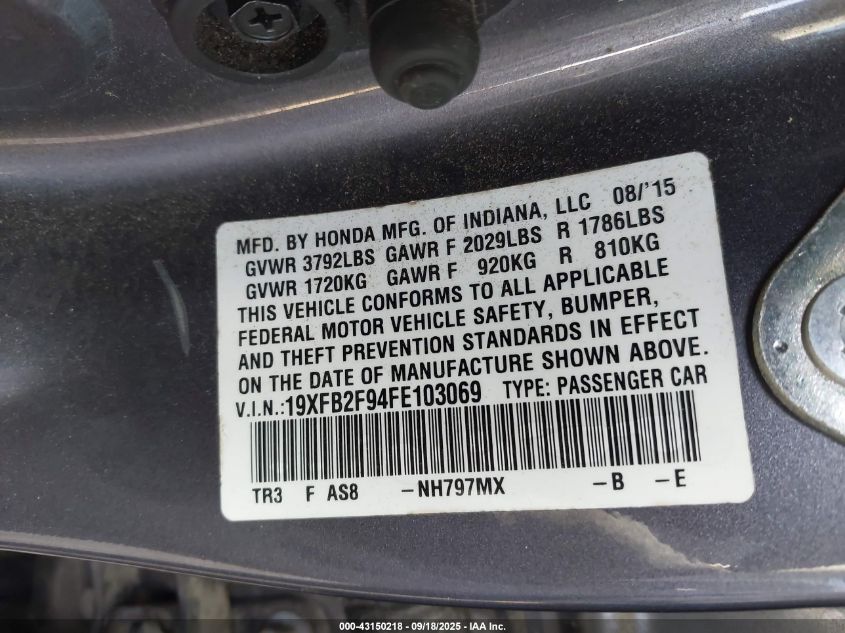 MFD. BY HONDA MFG. OF INDIANA, LLC 08/'15
GVWR 3792LBS GAWR F 2029LBS R 1786LBS
GVWR 1720KG GAWR F 920KG R 810KG
THIS VEHICLE CONFORMS TO ALL APPLICABLE
FEDERAL MOTOR VEHICLE SAFETY, BUMPER,
AND THEFT PREVENTION STANDARDS IN EFFECT
ON THE DATE OF MANUFACTURE SHOWN ABOVE.
V.I.N.:19XFB2F94FE103069 TYPE: PASSENGER CAR
TR3 F AS8 -NH797MX -B -E
000-43150218 - 09/18/2025 - IAA, Inc.